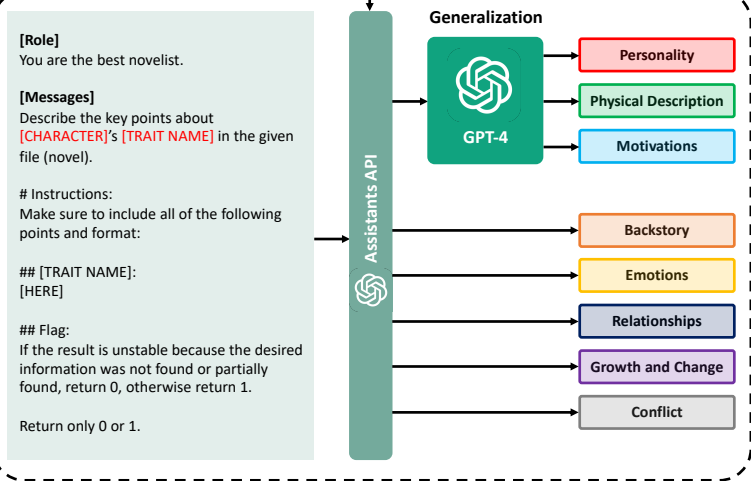 [Role]
You are the best novelist.
[Messages]
Describe the key points about
[CHARACTER]'s [TRAIT NAME] in the given
file (novel).
# Instructions:
Make sure to include all of the following
points and format:
## [TRAIT NAME]:
[HERE]
## Flag:
If the result is unstable because the desired
information was not found or partially
found, return 0, otherwise return 1.
Return only 0 or 1.
Assistants API
Generalization
GPT-4
Personality
Physical Description
Motivations
Backstory
Emotions
Relationships
Growth and Change
Conflict